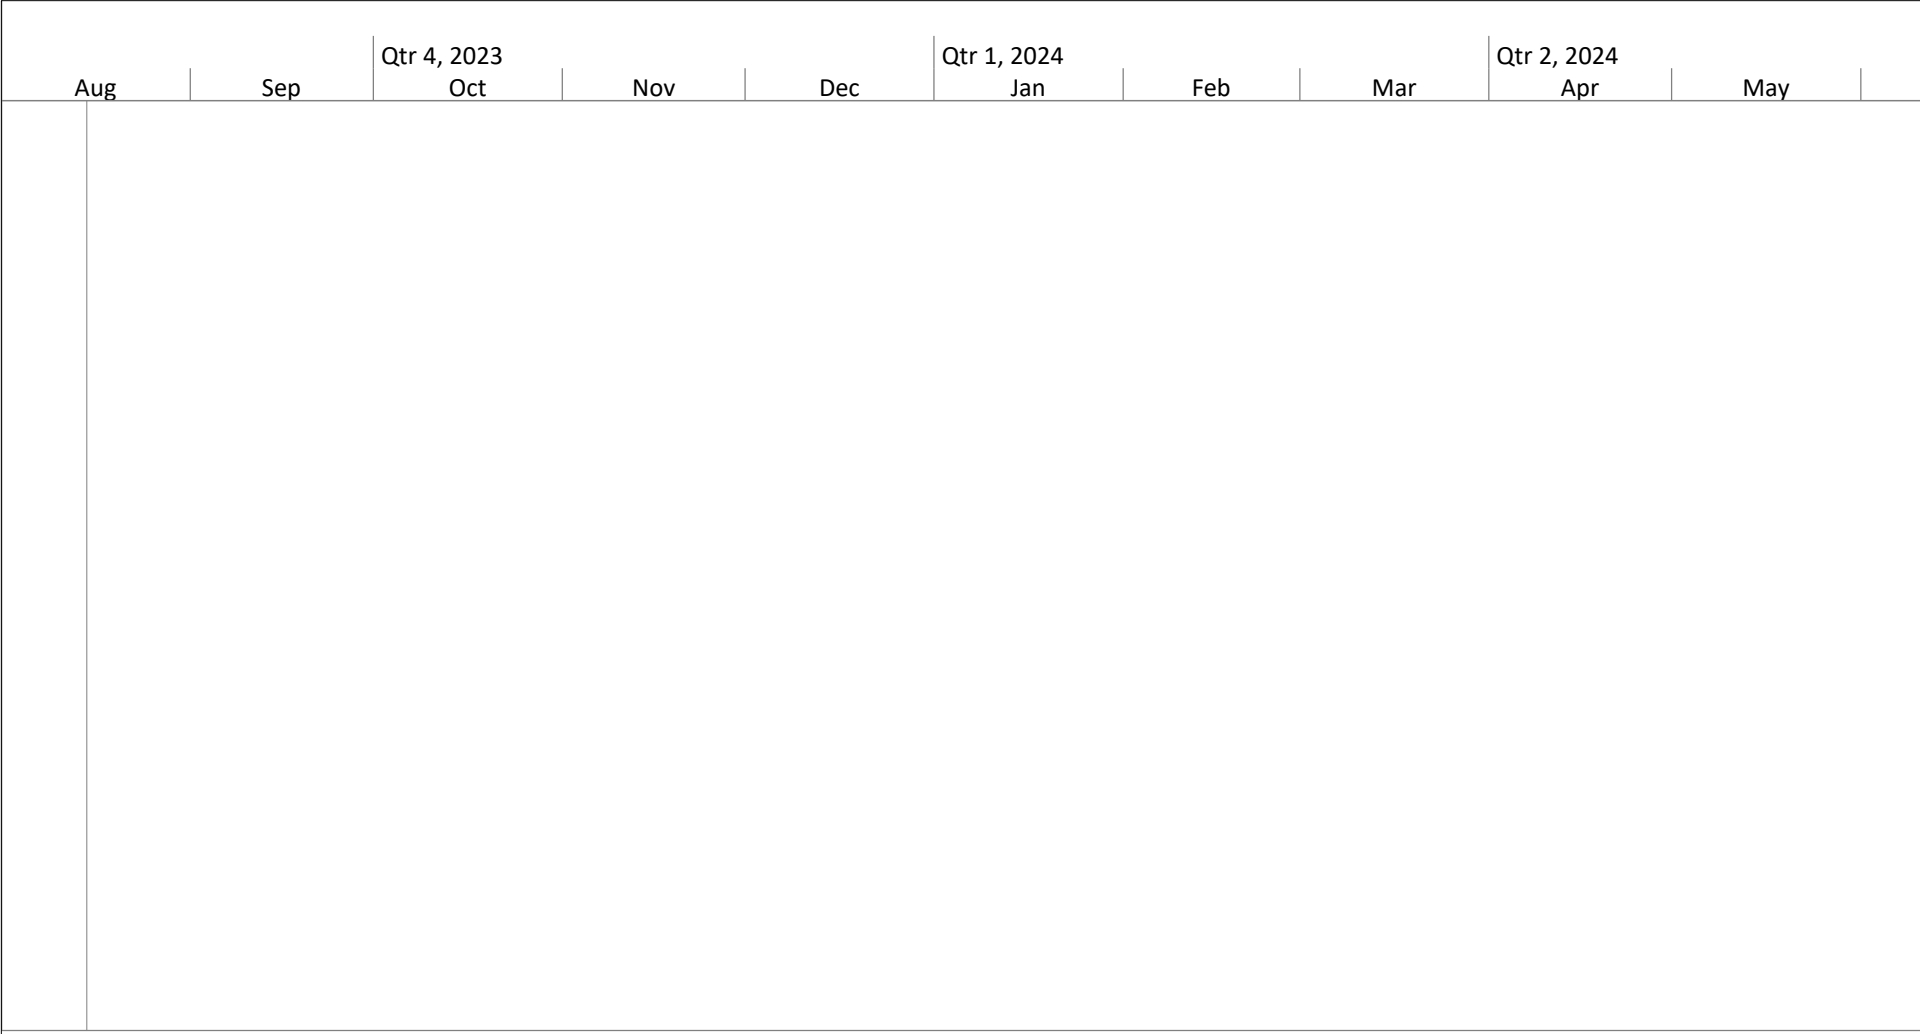 Qtr 4, 2023 Qtr 1, 2024 Qtr 2, 2024
Aug Sep Oct Nov Dec Jan Feb Mar Apr May